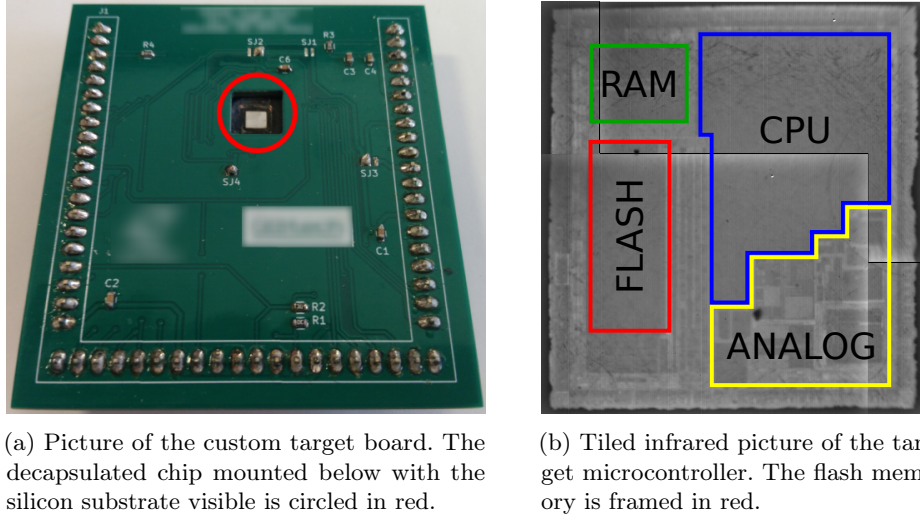 J1
R4
SJ2
SJ1
R3
C6
C3
C4
SJ4
SJ3
C1
C2
R2
R1
RAM
CPU
FLASH
ANALOG
(a) Picture of the custom target board. The
decapsulated chip mounted below with the
silicon substrate visible is circled in red.
(b) Tiled infrared picture of the tar-
get microcontroller. The flash mem-
ory is framed in red.